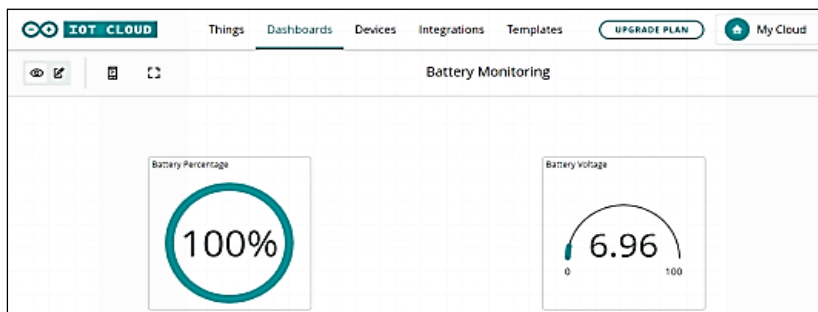 IOT CLOUD Things Dashboards Devices Integrations Templates UPGRADE PLAN My Cloud
Battery Monitoring
Battery Percentage
100%
Battery Voltage
6.96
0 100